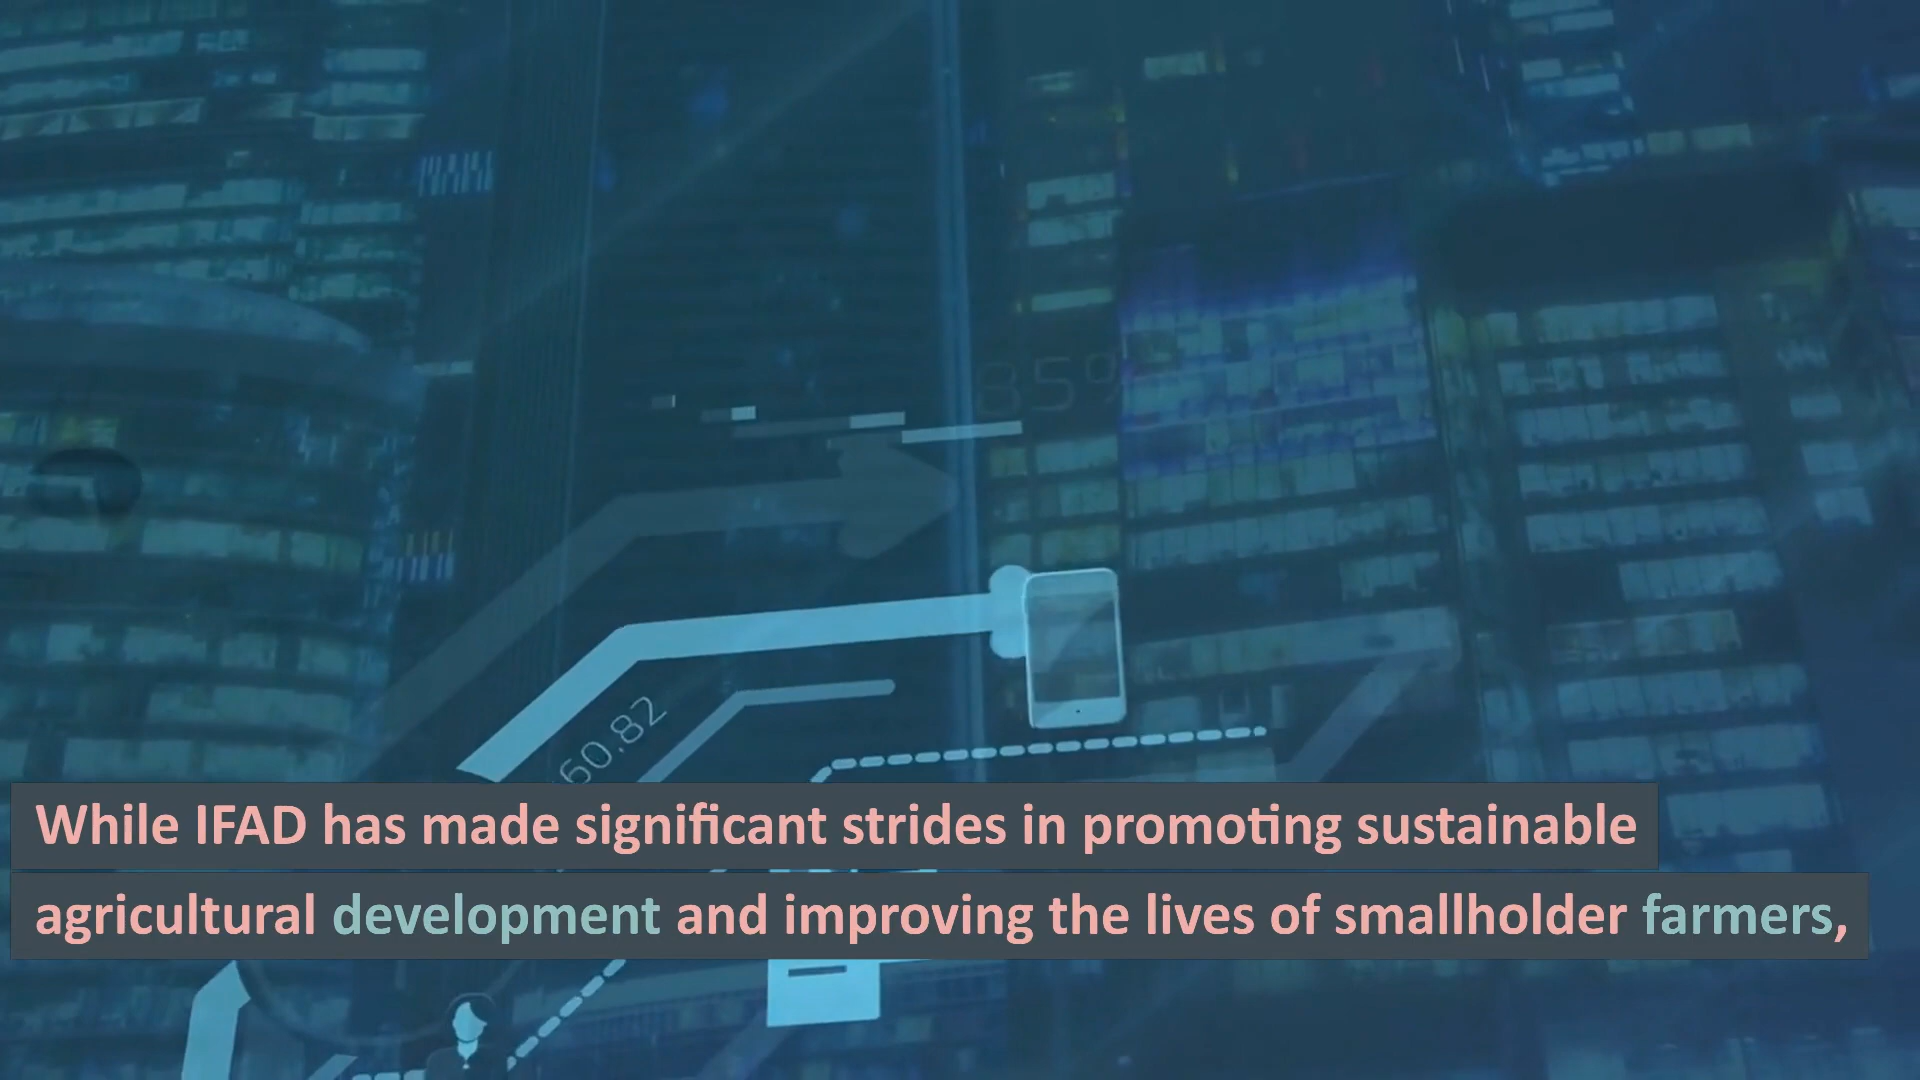 85%
60.82
While IFAD has made significant strides in promoting sustainable
agricultural development and improving the lives of smallholder farmers,